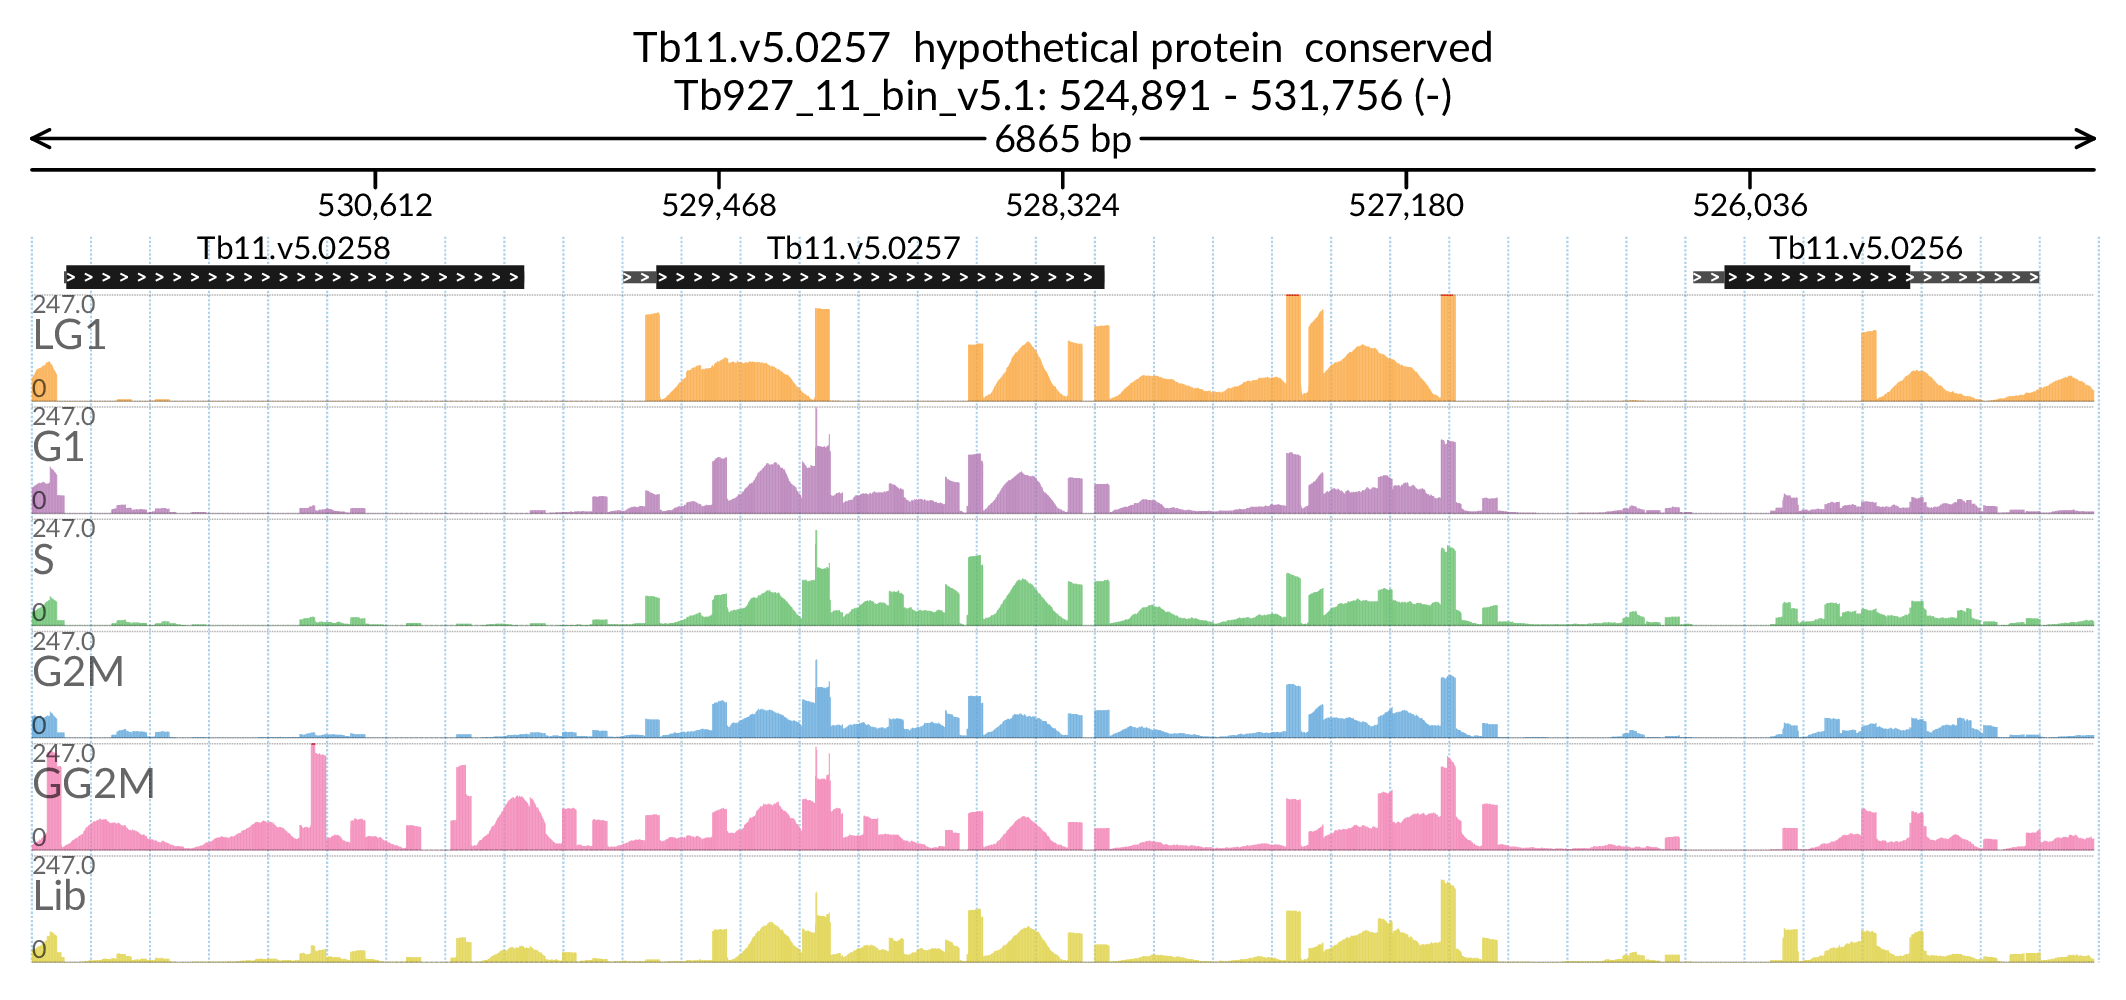 Tb11.v5.0257  hypothetical protein  conserved
Tb927_11_bin_v5.1: 524,891 - 531,756 (-)
6865 bp
530,612 529,468 528,324 527,180 526,036
Tb11.v5.0258 Tb11.v5.0257 Tb11.v5.0256
247.0
LG1
0
247.0
G1
0
247.0
S
0
247.0
G2M
0
247.0
GG2M
0
247.0
Lib
0